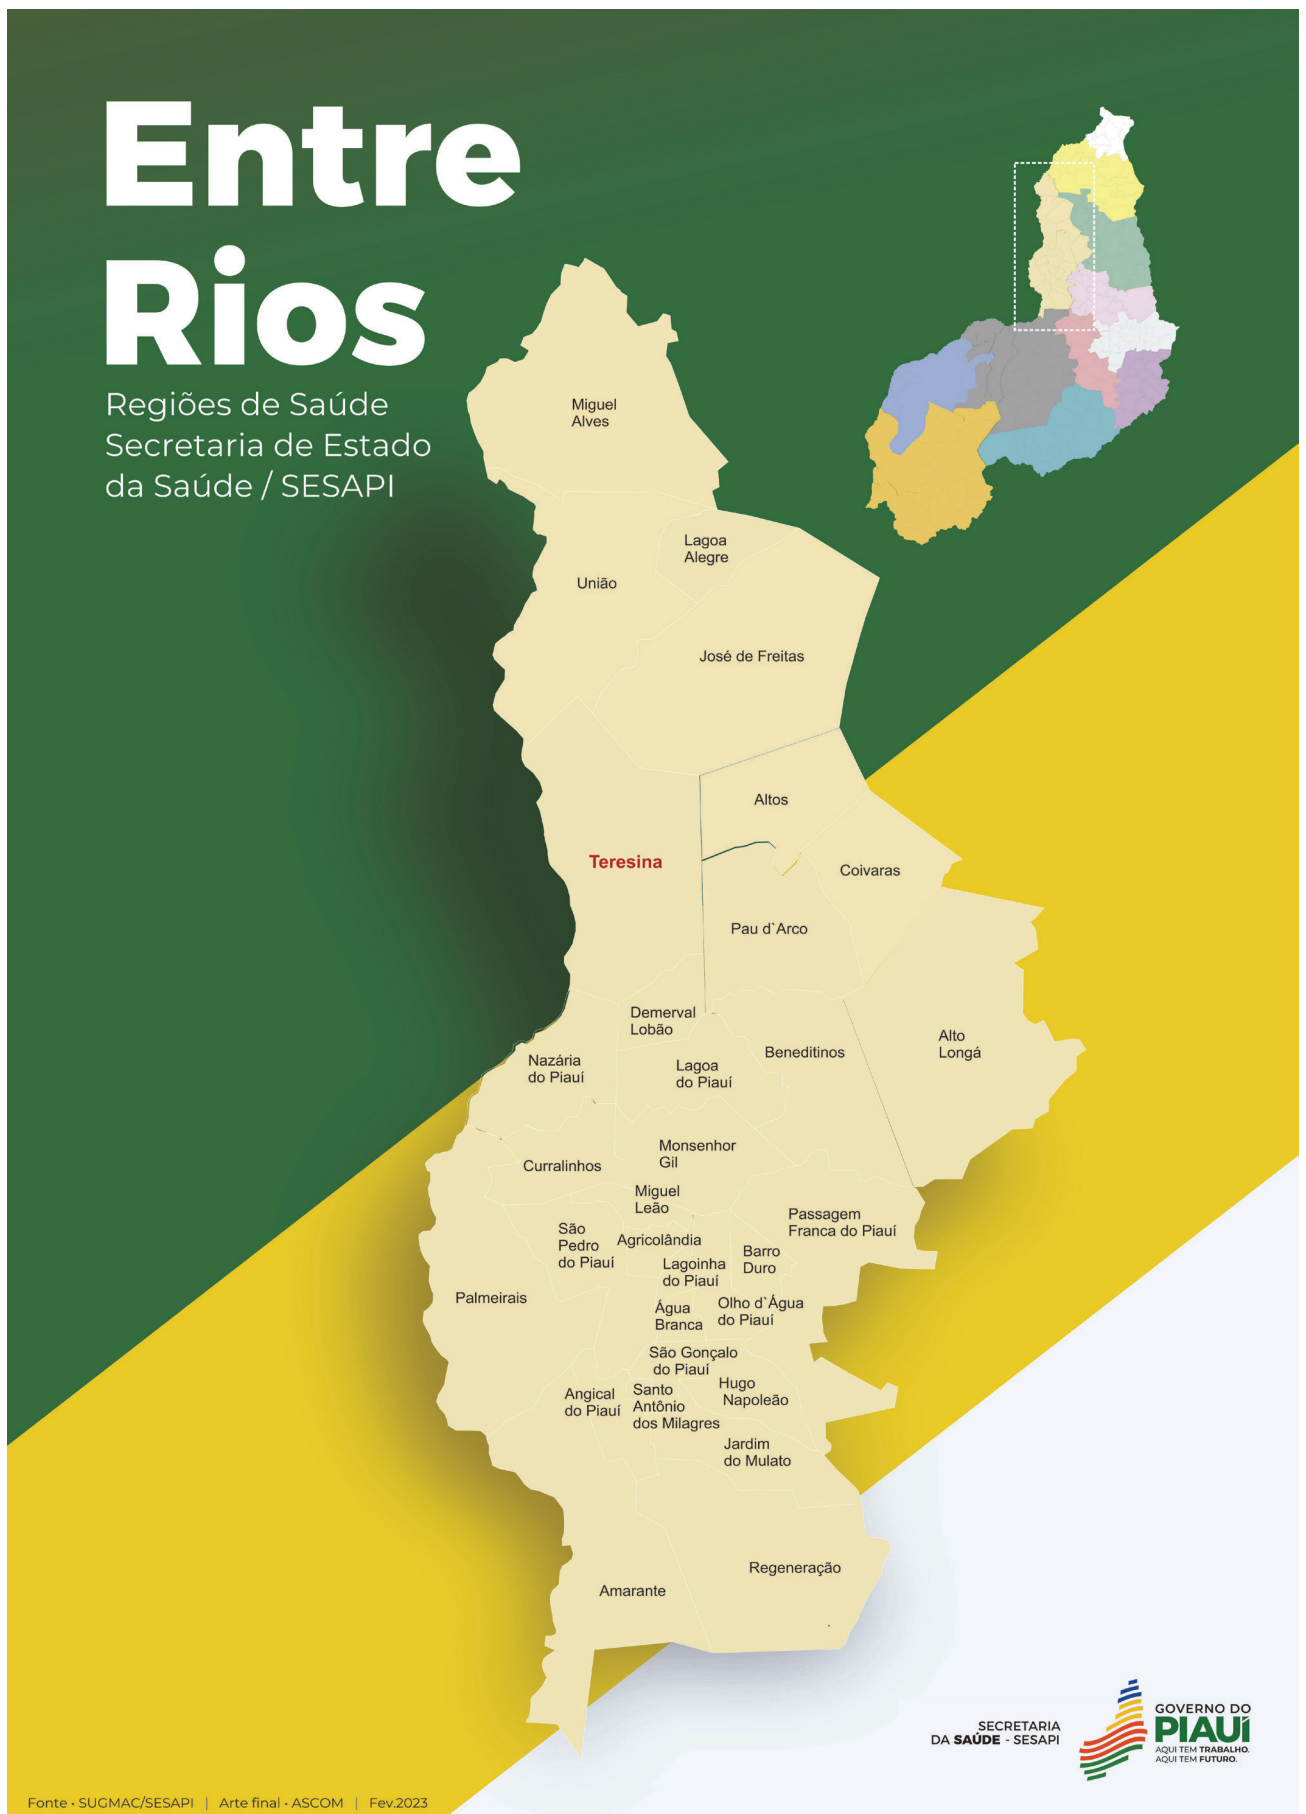 Entre
Rios
Regiões de Saúde
Secretaria de Estado
da Saúde / SESAPI
Miguel
Alves
Lagoa
Alegre
União
José de Freitas
Altos
Teresina
Coivaras
Pau d`Arco
Demerval
Lobão
Beneditinos
Alto
Longá
Nazária
do Piauí
Lagoa
do Piauí
Monsenhor
Gil
Curralinhos
Miguel
Leão
Passagem
Franca do Piauí
São
Pedro
do Piauí
Agricolândia
Barro
Duro
Lagoinha
do Piauí
Palmeirais
Água
Branca
Olho d`Água
do Piauí
São Gonçalo
do Piauí
Angical
do Piauí
Santo
Antônio
dos Milagres
Hugo
Napoleão
Jardim
do Mulato
Regeneração
Amarante
SECRETARIA
DA SAÚDE - SESAPI
GOVERNO DO
PIAUÍ
AQUI TEM TRABALHO.
AQUI TEM FUTURO.
Fonte • SUGMAC/SESAPI | Arte final • ASCOM | Fev.2023